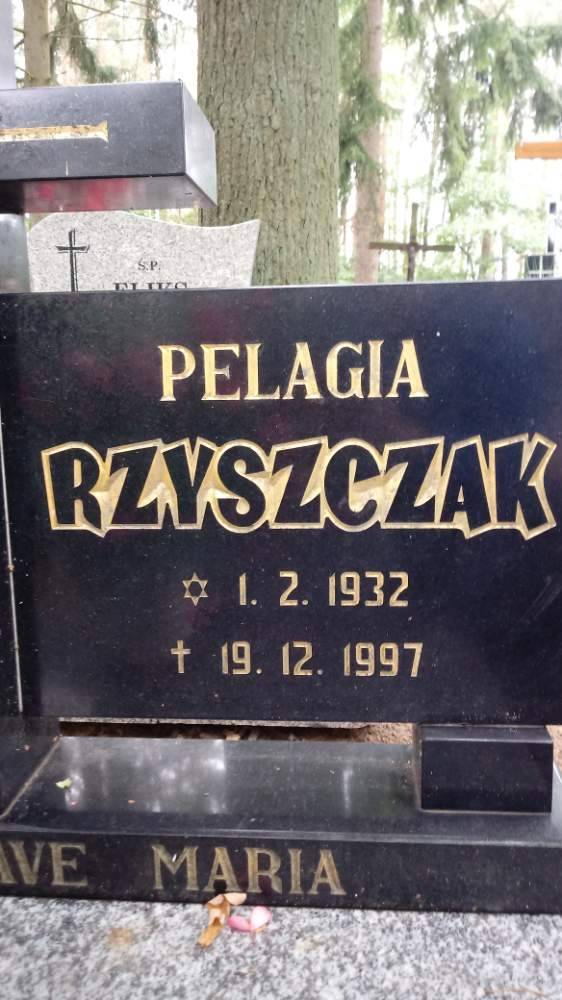 Ś.P.
PELAGIA
RZYSZCZAK
✡ 1. 2. 1932
✝ 19. 12. 1997
AVE MARIA